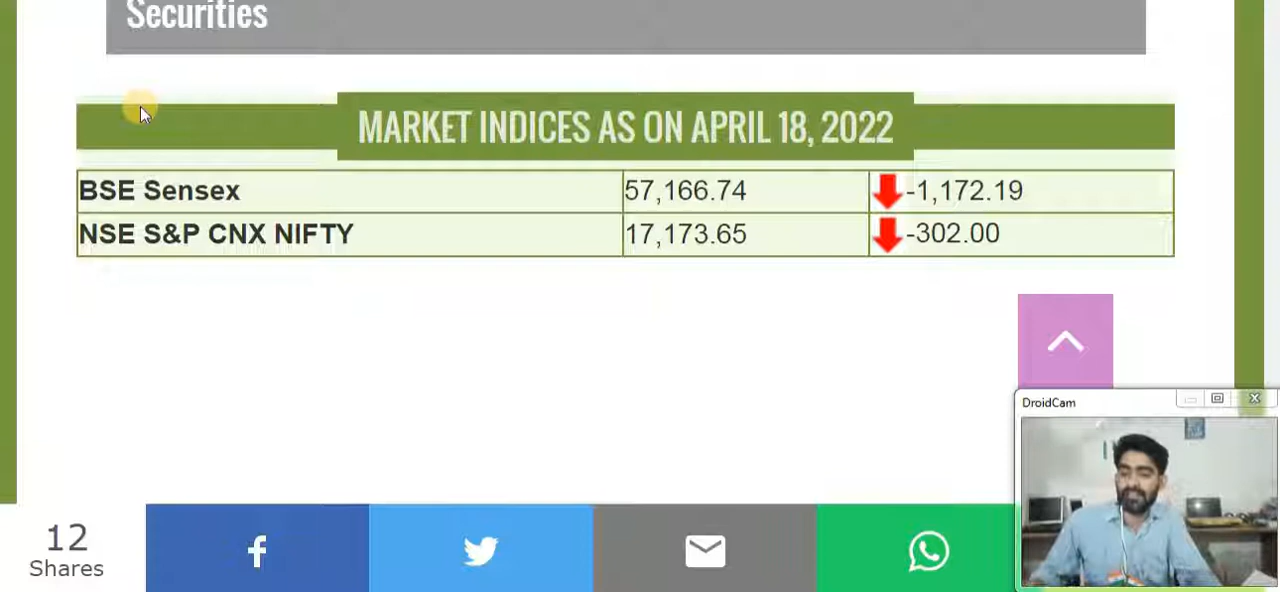 Securities
MARKET INDICES AS ON APRIL 18, 2022
BSE Sensex 57,166.74 -1,172.19
NSE S&P CNX NIFTY 17,173.65 -302.00
DroidCam
12
Shares